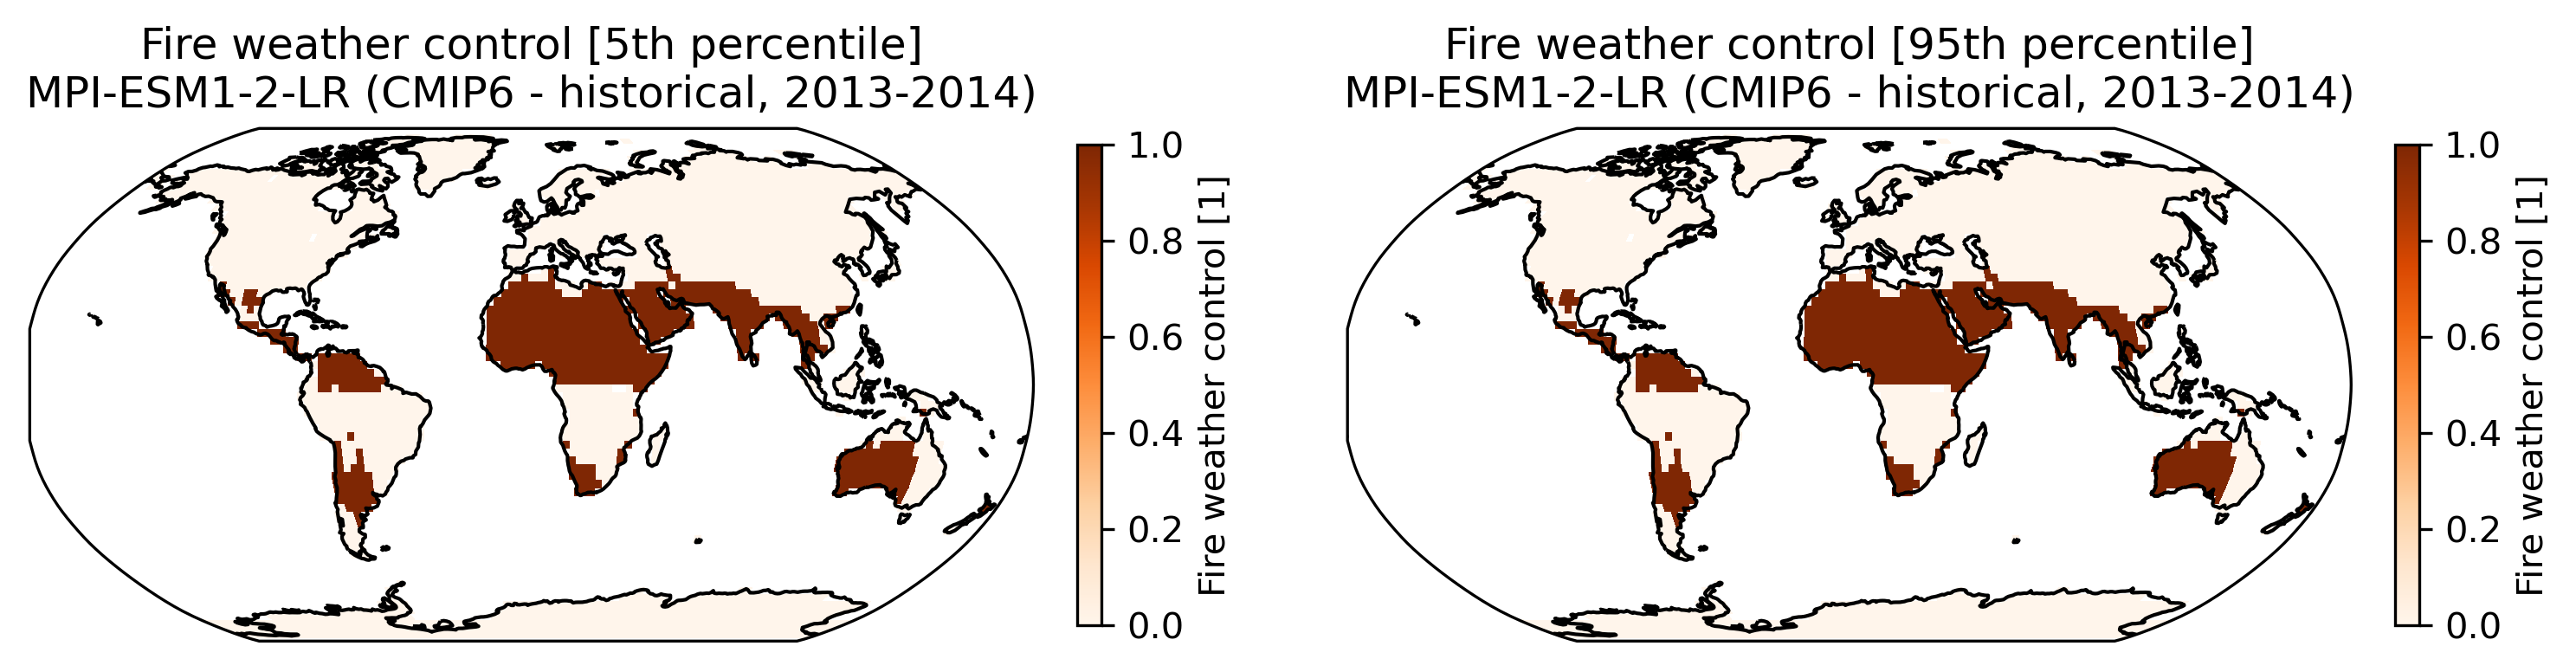 Fire weather control [5th percentile]
MPI-ESM1-2-LR (CMIP6 - historical, 2013-2014)
1.0
0.8
0.6
0.4
0.2
0.0
Fire weather control [1]
Fire weather control [95th percentile]
MPI-ESM1-2-LR (CMIP6 - historical, 2013-2014)
1.0
0.8
0.6
0.4
0.2
0.0
Fire weather control [1]